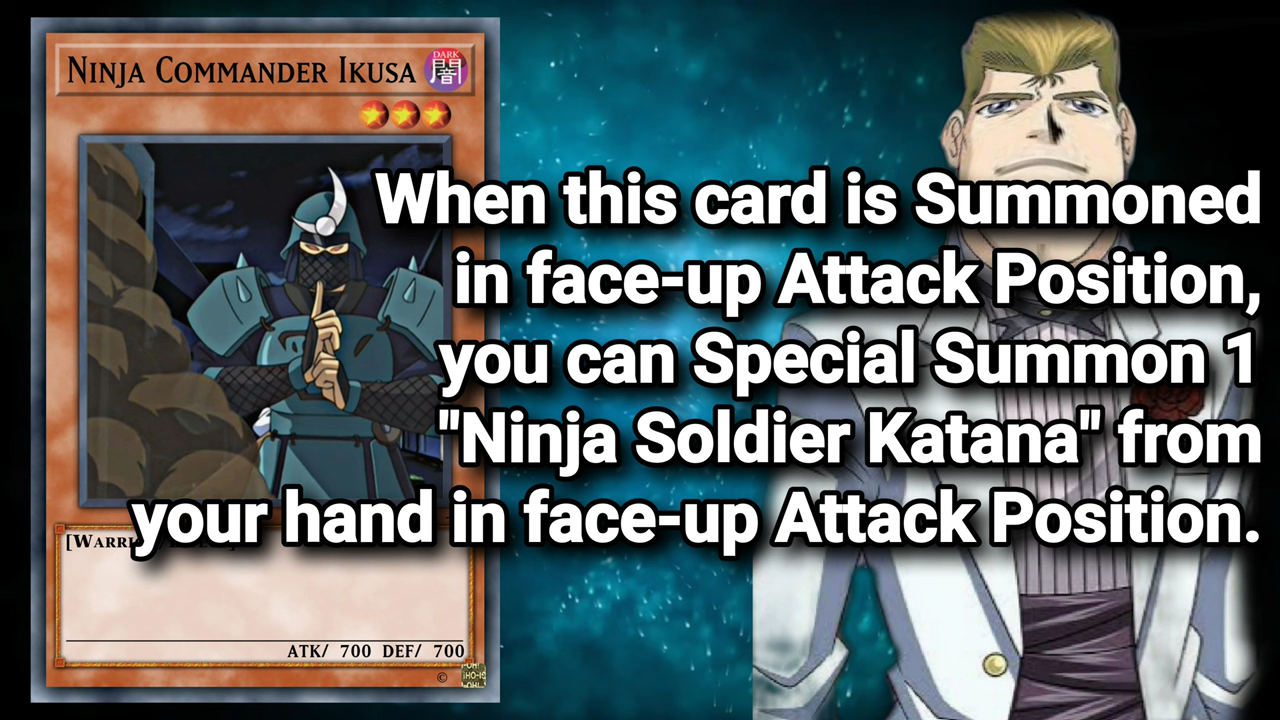 NINJA COMMANDER IKUSA
DARK
闇
When this card is Summoned
in face-up Attack Position,
you can Special Summon 1
"Ninja Soldier Katana" from
your hand in face-up Attack Position.
ATK/ 700 DEF/ 700
©